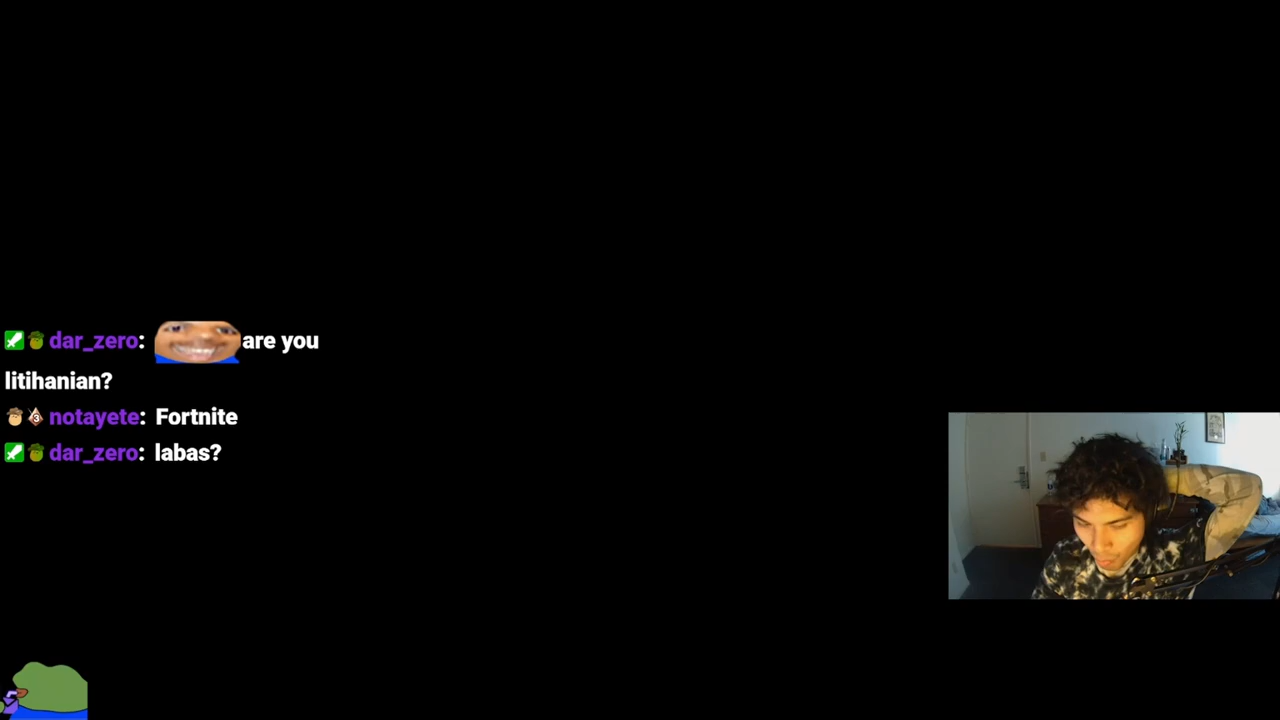 dar_zero: are you
litihanian?
notayete: Fortnite
dar_zero: labas?